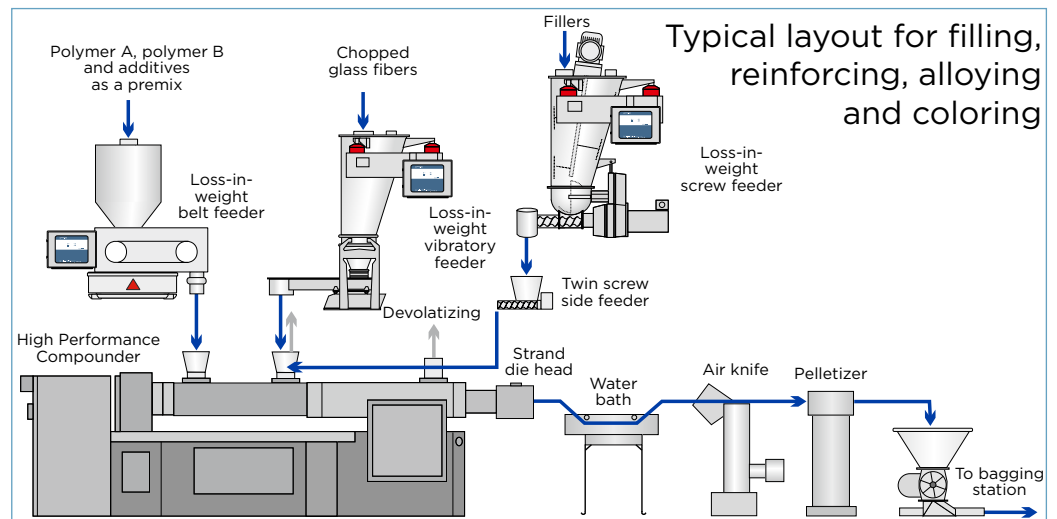 Typical layout for filling,
reinforcing, alloying
and coloring
Polymer A, polymer B
and additives
as a premix
Chopped
glass fibers
Fillers
Loss-in-
weight
belt feeder
Loss-in-
weight
vibratory
feeder
Loss-in-
weight
screw feeder
Twin screw
side feeder
Devolatizing
High Performance
Compounder
Strand
die head
Water
bath
Air knife
Pelletizer
To bagging
station